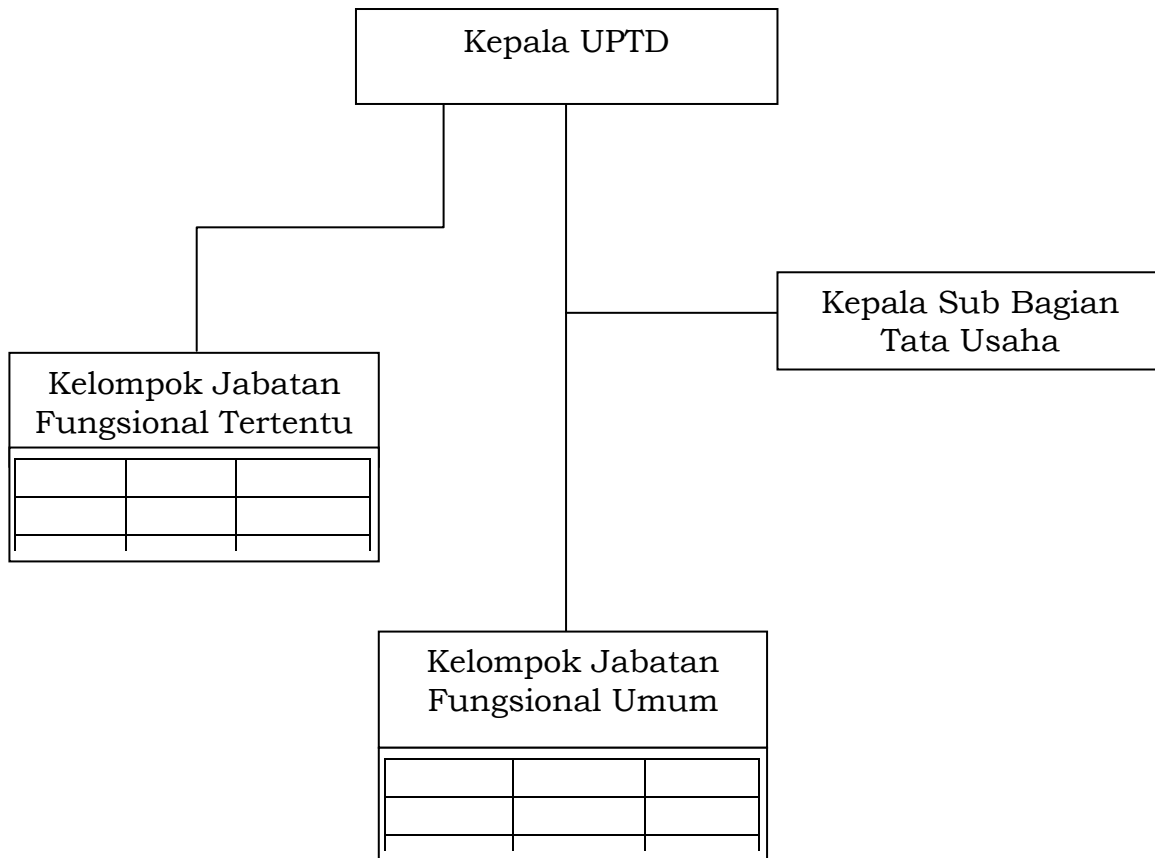 Kepala UPTD
Kepala Sub Bagian
Tata Usaha
Kelompok Jabatan
Fungsional Tertentu
Kelompok Jabatan
Fungsional Umum